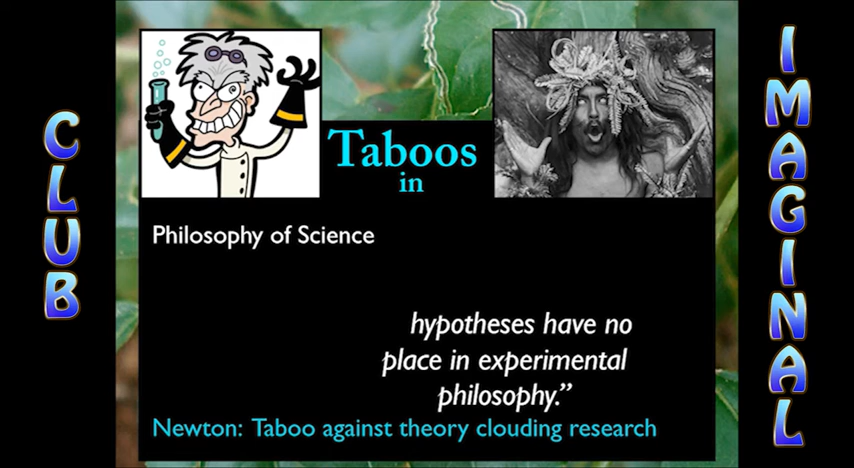 CLUB
IMAGINAL
Taboos
in
Philosophy of Science
hypotheses have no
place in experimental
philosophy.”
Newton: Taboo against theory clouding research